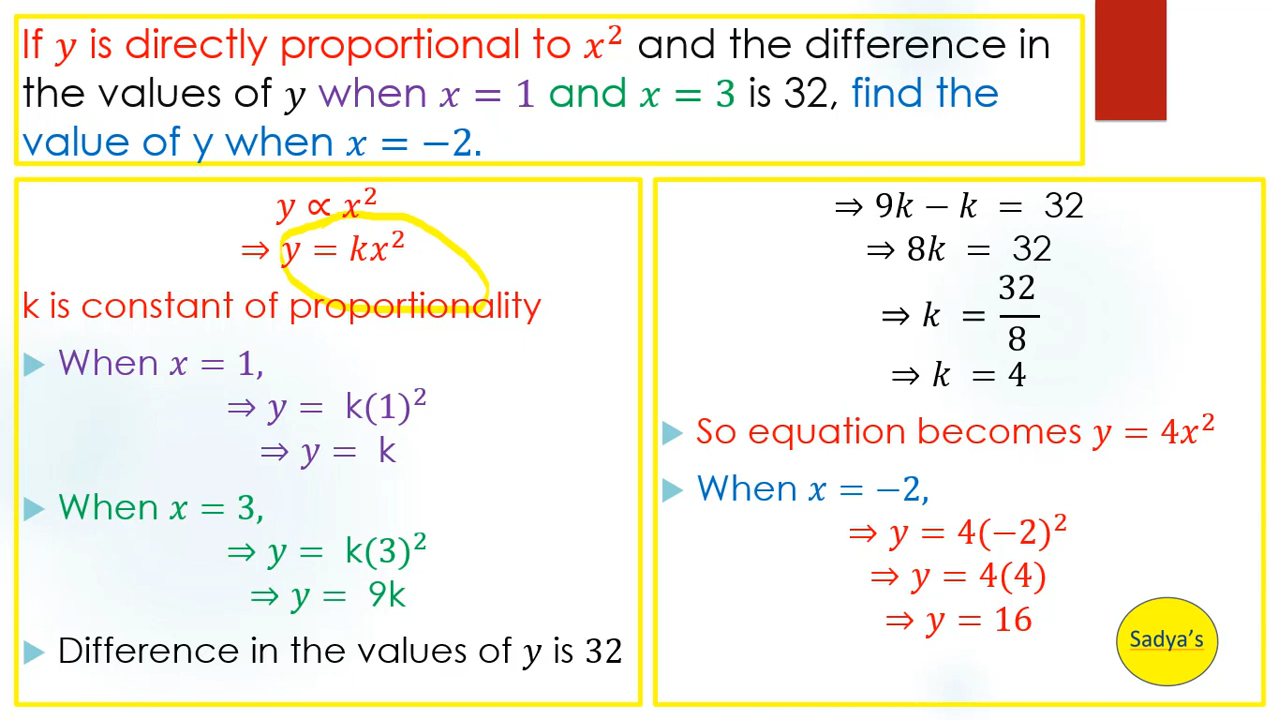 If y is directly proportional to x² and the difference in
the values of y when x = 1 and x = 3 is 32, find the
value of y when x = −2.
y ∝ x²
⇒ y = kx²
k is constant of proportionality
When x = 1,
⇒ y = k(1)²
⇒ y = k
When x = 3,
⇒ y = k(3)²
⇒ y = 9k
Difference in the values of y is 32
⇒ 9k − k = 32
⇒ 8k = 32
⇒ k = 32/8
⇒ k = 4
So equation becomes y = 4x²
When x = −2,
⇒ y = 4(−2)²
⇒ y = 4(4)
⇒ y = 16
Sadya's